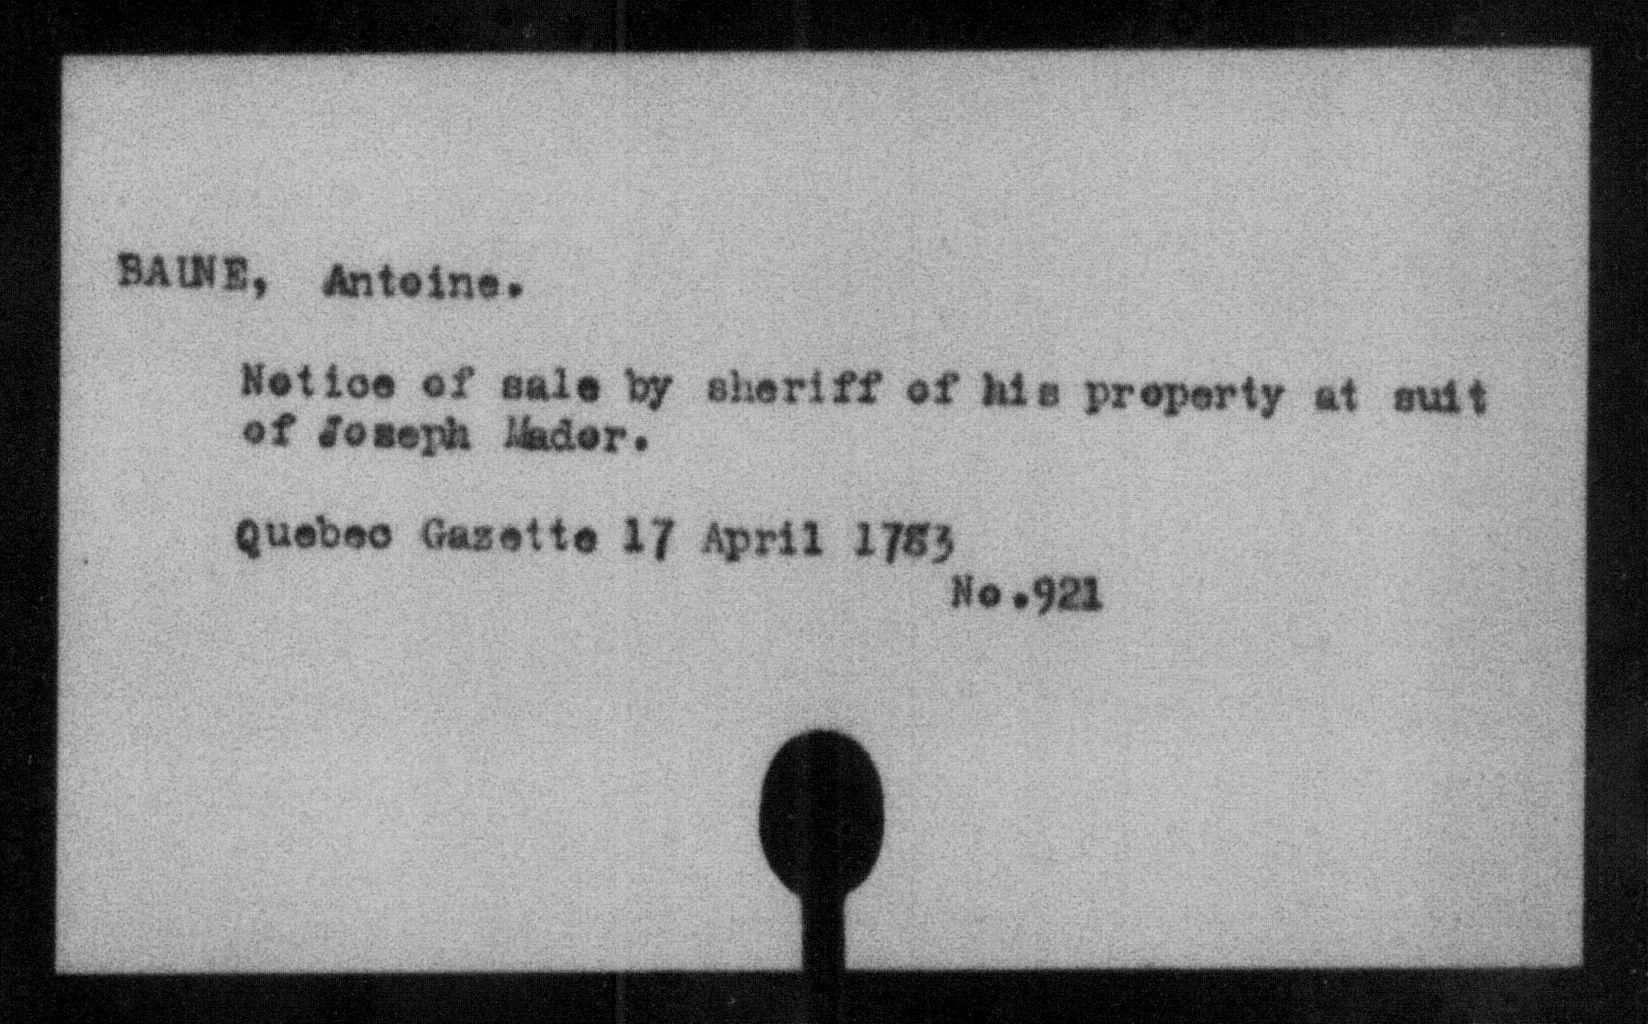 BAUNE, Antoine.
Notice of sale by sheriff of his property at suit
of Joseph Mador.
Quebec Gazette 17 April 1783
No.921